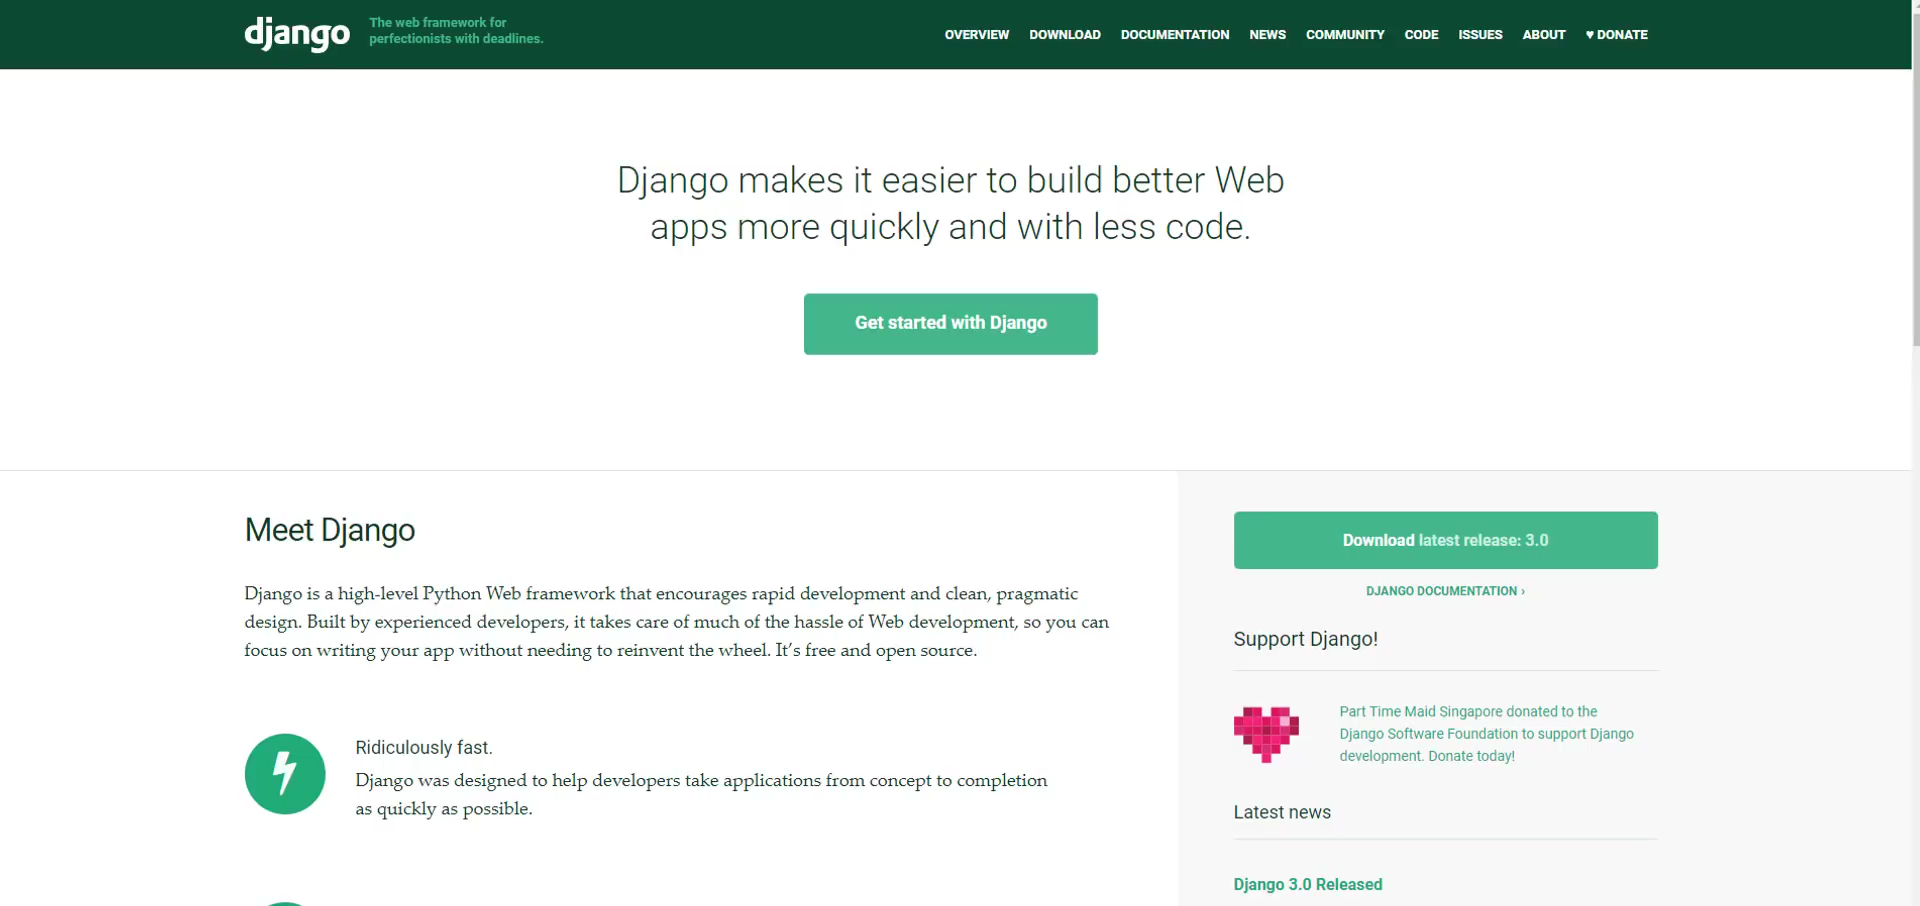 django
The web framework for
perfectionists with deadlines.
OVERVIEW DOWNLOAD DOCUMENTATION NEWS COMMUNITY CODE ISSUES ABOUT ♥ DONATE
Django makes it easier to build better Web
apps more quickly and with less code.
Get started with Django
Meet Django
Django is a high-level Python Web framework that encourages rapid development and clean, pragmatic
design. Built by experienced developers, it takes care of much of the hassle of Web development, so you can
focus on writing your app without needing to reinvent the wheel. It’s free and open source.
Ridiculously fast.
Django was designed to help developers take applications from concept to completion
as quickly as possible.
Download latest release: 3.0
DJANGO DOCUMENTATION ›
Support Django!
Part Time Maid Singapore donated to the
Django Software Foundation to support Django
development. Donate today!
Latest news
Django 3.0 Released